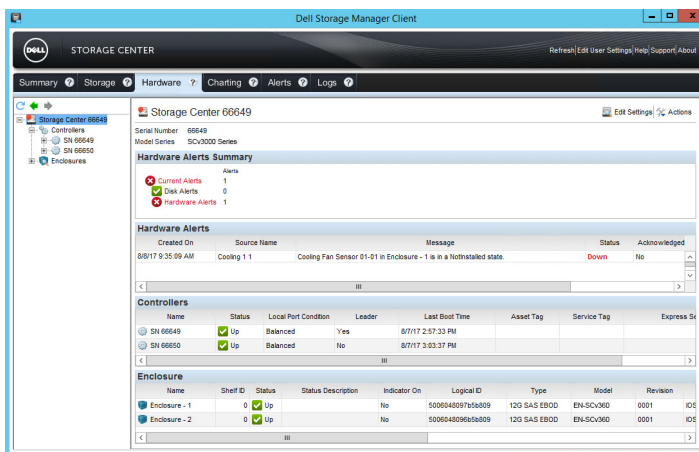 Dell Storage Manager Client
DELL
STORAGE CENTER
Refresh|Edit User Settings|Help|Support|About
Summary ? Storage ? Hardware ? Charting ? Alerts ? Logs ?
Storage Center 66649
Controllers
SN 66649
SN 66650
Enclosures
Storage Center 66649
Edit Settings Actions
Serial Number 66649
Model Series SCv3000 Series
Hardware Alerts Summary
Alerts
Current Alerts 1
Disk Alerts 0
Hardware Alerts 1
Hardware Alerts
Created On Source Name Message Status Acknowledged
8/8/17 9:35:09 AM Cooling 1 1 Cooling Fan Sensor 01-01 in Enclosure - 1 is in a NotInstalled state. Down No
Controllers
Name Status Local Port Condition Leader Last Boot Time Asset Tag Service Tag Express Se
SN 66649 Up Balanced Yes 8/7/17 2:57:33 PM
SN 66650 Up Balanced No 8/7/17 3:03:37 PM
Enclosure
Name Shelf ID Status Status Description Indicator On Logical ID Type Model Revision
Enclosure - 1 0 Up No 5006048097b5b809 12G SAS EBOD EN-SCv360 0001 IOS
Enclosure - 2 0 Up No 5006048096b5b809 12G SAS EBOD EN-SCv360 0001 IOS